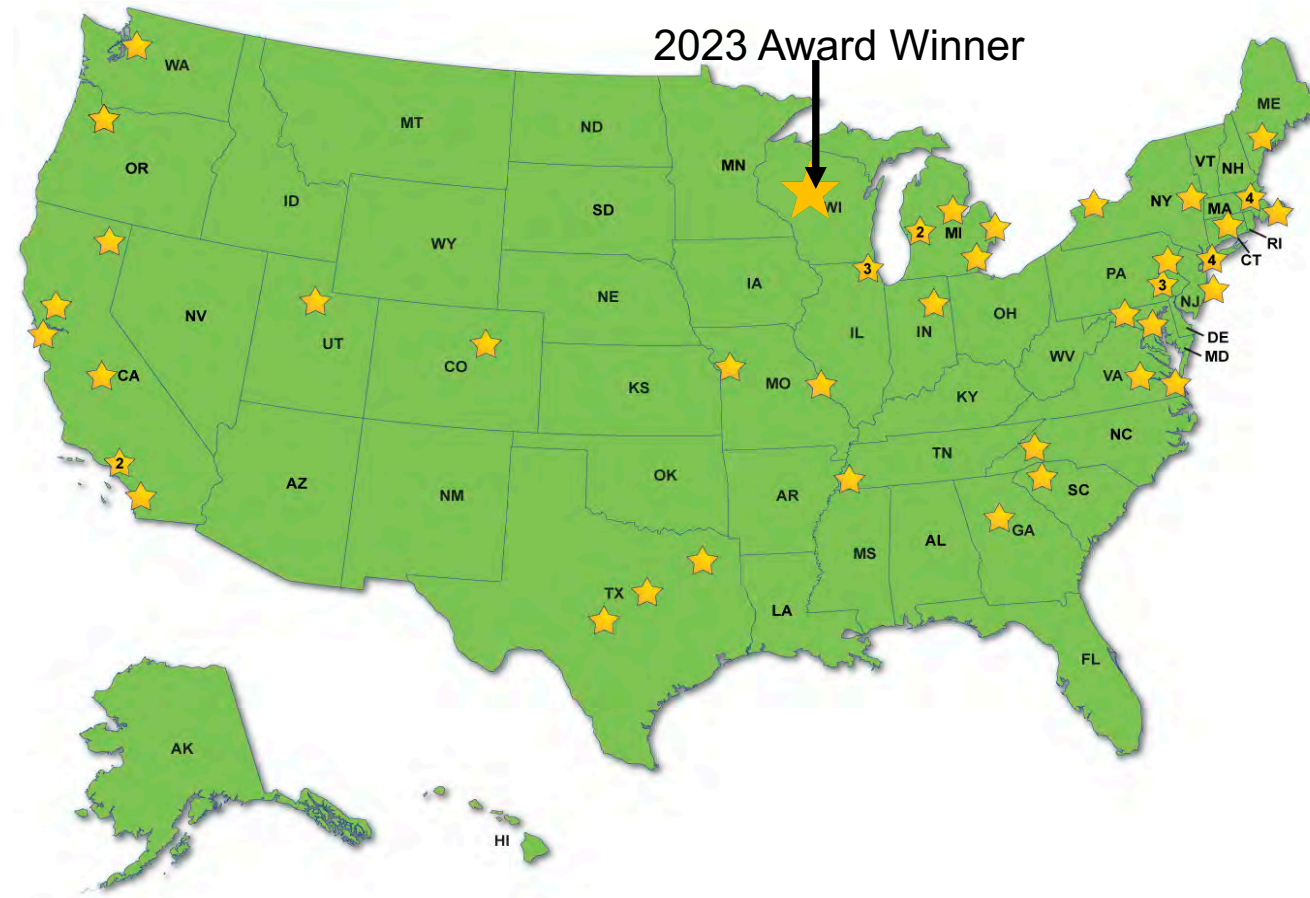 2023 Award Winner
WA
ME
MT
ND
VT
NH
MN
OR
ID
SD
WI
NY
4
MA
WY
2
MI
RI
CT
IA
3
PA
4
NE
3
NJ
NV
IL
IN
OH
DE
UT
MD
CO
WV
CA
KS
MO
VA
KY
NC
2
TN
AZ
OK
NM
AR
SC
GA
MS
AL
TX
LA
FL
AK
HI